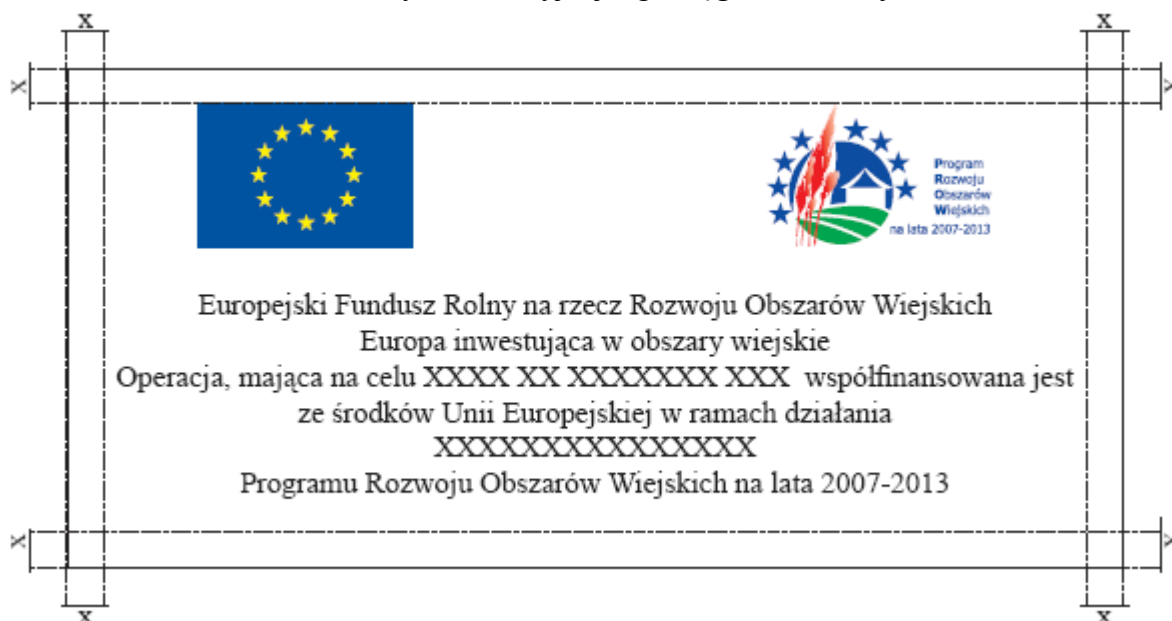 X X
X
Program
Rozwoju
Obszarów
Wiejskich
na lata 2007-2013
Europejski Fundusz Rolny na rzecz Rozwoju Obszarów Wiejskich
Europa inwestująca w obszary wiejskie
Operacja, mająca na celu XXXX XX XXXXXXX XXX współfinansowana jest
ze środków Unii Europejskiej w ramach działania
XXXXXXXXXXXXXXX
Programu Rozwoju Obszarów Wiejskich na lata 2007-2013
X
X X